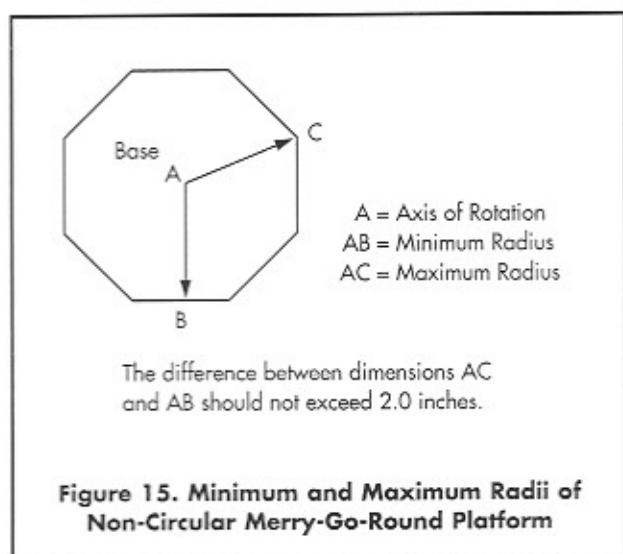 C
Base
A
A = Axis of Rotation
AB = Minimum Radius
AC = Maximum Radius
B
The difference between dimensions AC
and AB should not exceed 2.0 inches.
Figure 15. Minimum and Maximum Radii of
Non-Circular Merry-Go-Round Platform